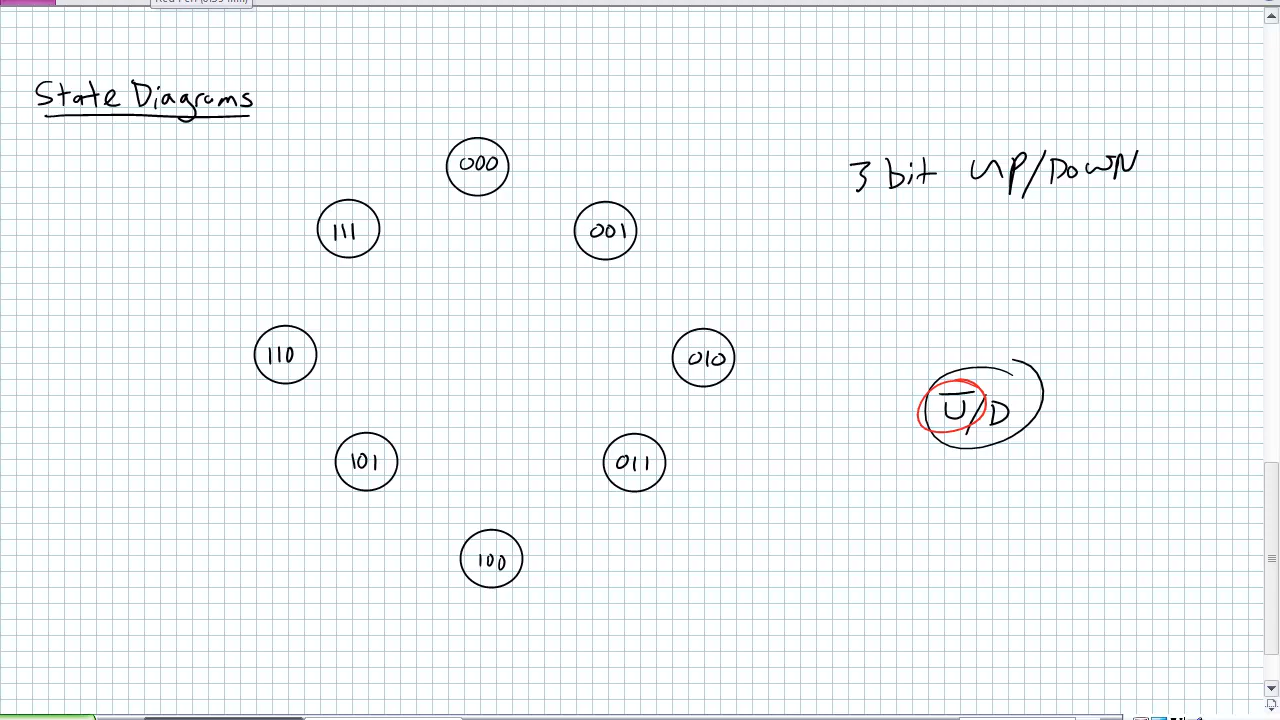 State Diagrams
000
3 bit UP/DOWN
111
001
110
010
U̅/D
101
011
100